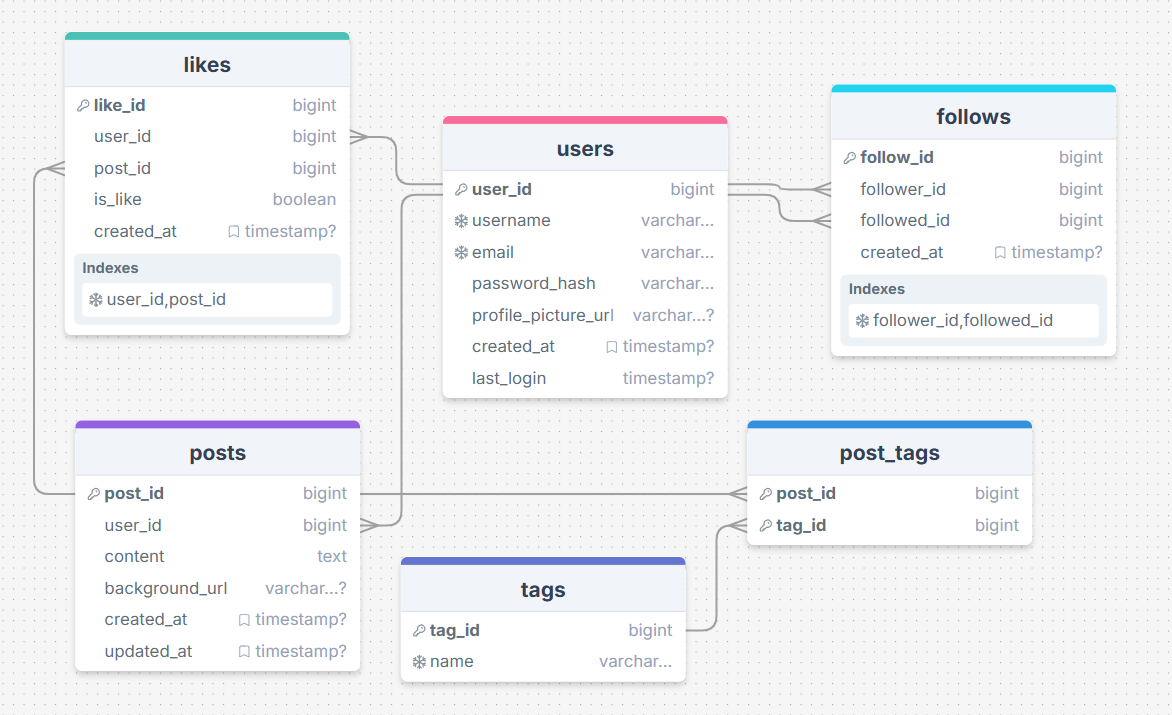 likes
like_id bigint
user_id bigint
post_id bigint
is_like boolean
created_at timestamp?
Indexes
user_id,post_id
users
user_id bigint
username varchar...
email varchar...
password_hash varchar...
profile_picture_url varchar...?
created_at timestamp?
last_login timestamp?
follows
follow_id bigint
follower_id bigint
followed_id bigint
created_at timestamp?
Indexes
follower_id,followed_id
posts
post_id bigint
user_id bigint
content text
background_url varchar...?
created_at timestamp?
updated_at timestamp?
tags
tag_id bigint
name varchar...
post_tags
post_id bigint
tag_id bigint